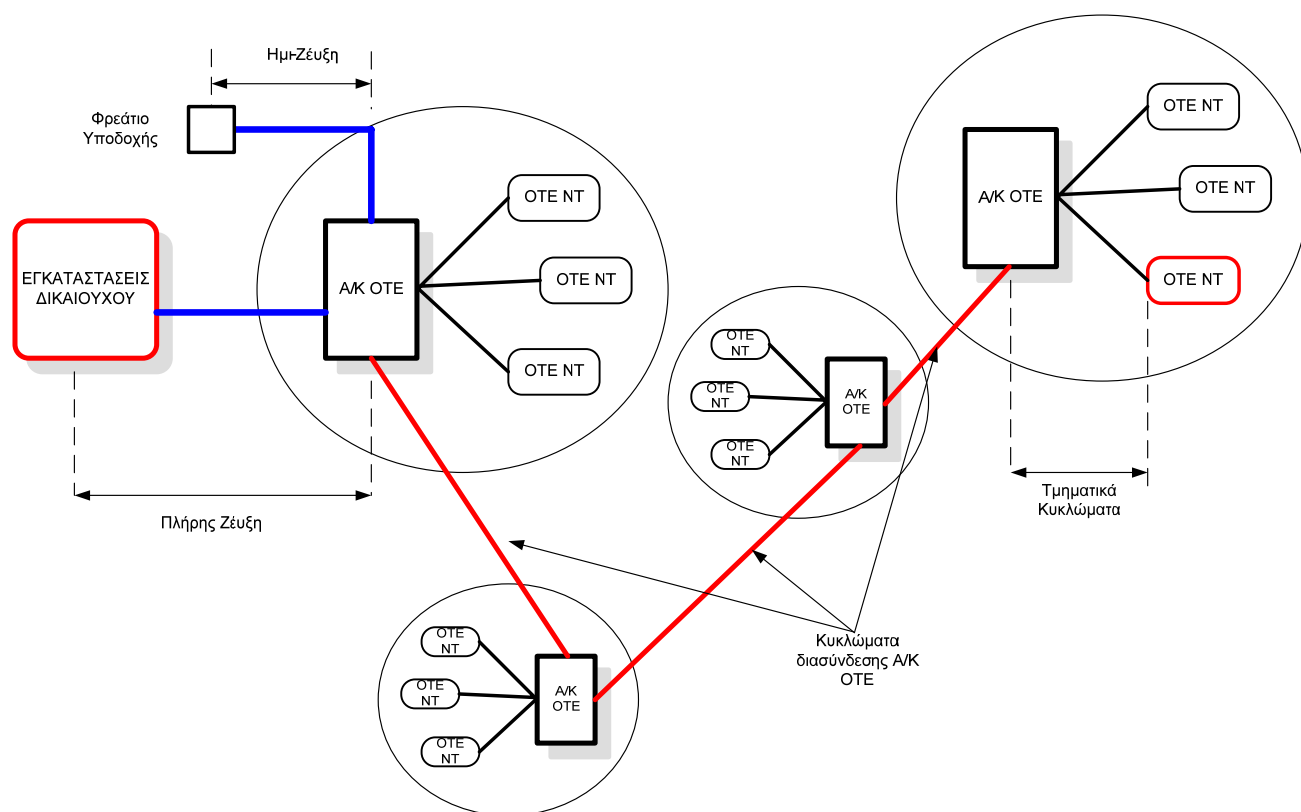 Ημι-Ζέυξη
Φρεάτιο
Υποδοχής
ΟΤΕ ΝΤ
ΟΤΕ ΝΤ
ΟΤΕ ΝΤ
Α/Κ ΟΤΕ
ΕΓΚΑΤΑΣΤΑΣΕΙΣ
ΔΙΚΑΙΟΥΧΟΥ
Α/Κ ΟΤΕ
ΟΤΕ ΝΤ
ΟΤΕ ΝΤ
ΟΤΕ ΝΤ
ΟΤΕ
ΝΤ
ΟΤΕ
ΝΤ
ΟΤΕ
ΝΤ
Α/Κ
ΟΤΕ
Πλήρης Ζέυξη
Τμηματικά
Κυκλώματα
ΟΤΕ
ΝΤ
ΟΤΕ
ΝΤ
ΟΤΕ
ΝΤ
Α/Κ
ΟΤΕ
Κυκλώματα
διασύνδεσης Α/Κ
ΟΤΕ